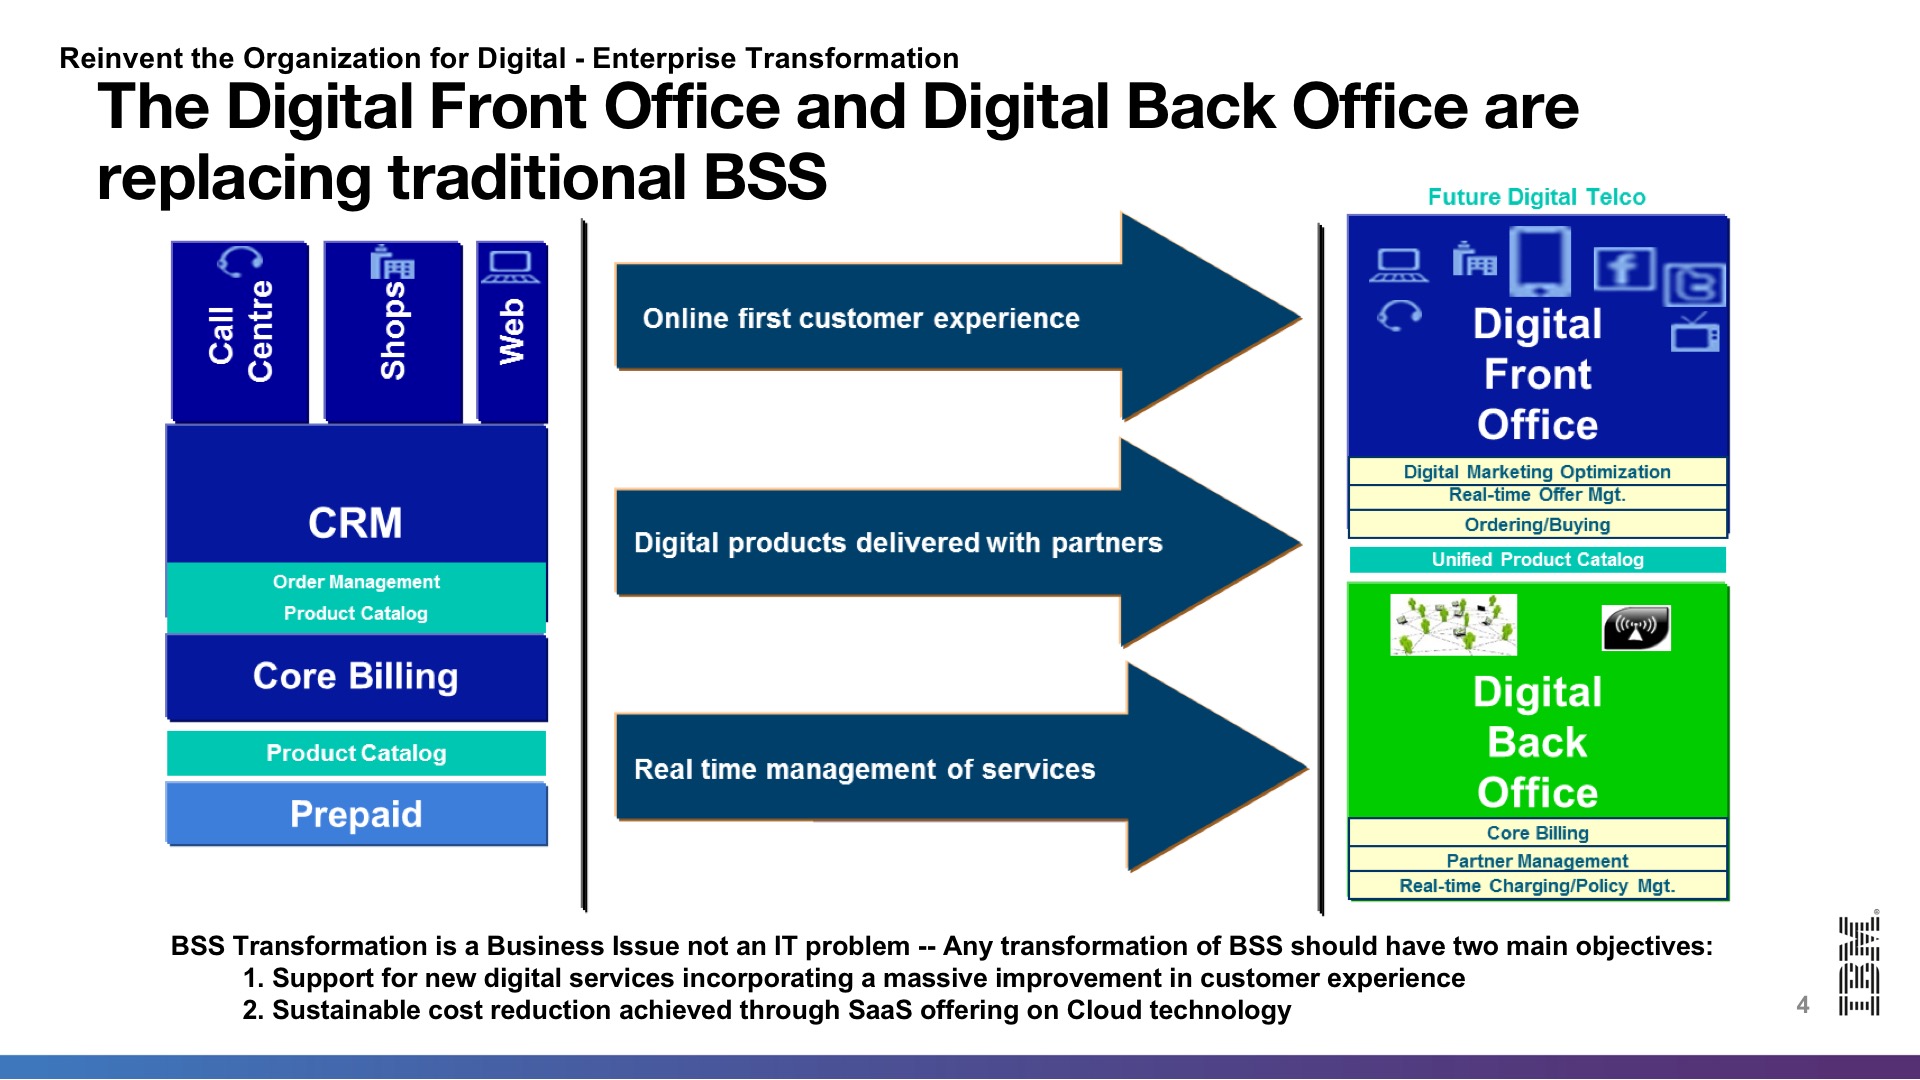 Reinvent the Organization for Digital - Enterprise Transformation
The Digital Front Office and Digital Back Office are
replacing traditional BSS
Call
Centre
Shops
Web
CRM
Order Management
Product Catalog
Core Billing
Product Catalog
Prepaid
Online first customer experience
Digital products delivered with partners
Real time management of services
Future Digital Telco
Digital
Front
Office
Digital Marketing Optimization
Real-time Offer Mgt.
Ordering/Buying
Unified Product Catalog
Digital
Back
Office
Core Billing
Partner Management
Real-time Charging/Policy Mgt.
BSS Transformation is a Business Issue not an IT problem -- Any transformation of BSS should have two main objectives:
1. Support for new digital services incorporating a massive improvement in customer experience
2. Sustainable cost reduction achieved through SaaS offering on Cloud technology
4
IBM®